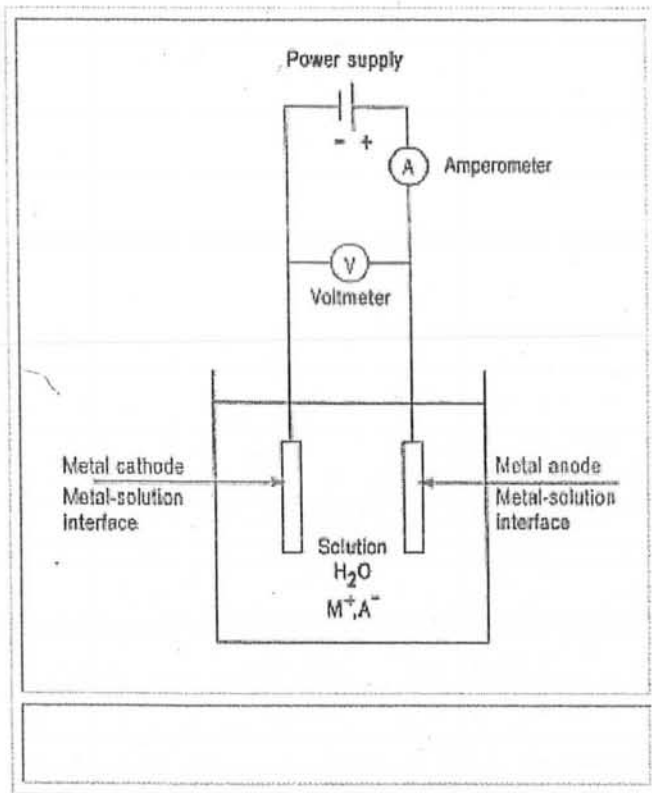 Power supply
- +
A Amperometer
V
Voltmeter
Metal cathode
Metal-solution
interface
Metal anode
Metal-solution
interface
Solution
H₂O
M⁺,A⁻